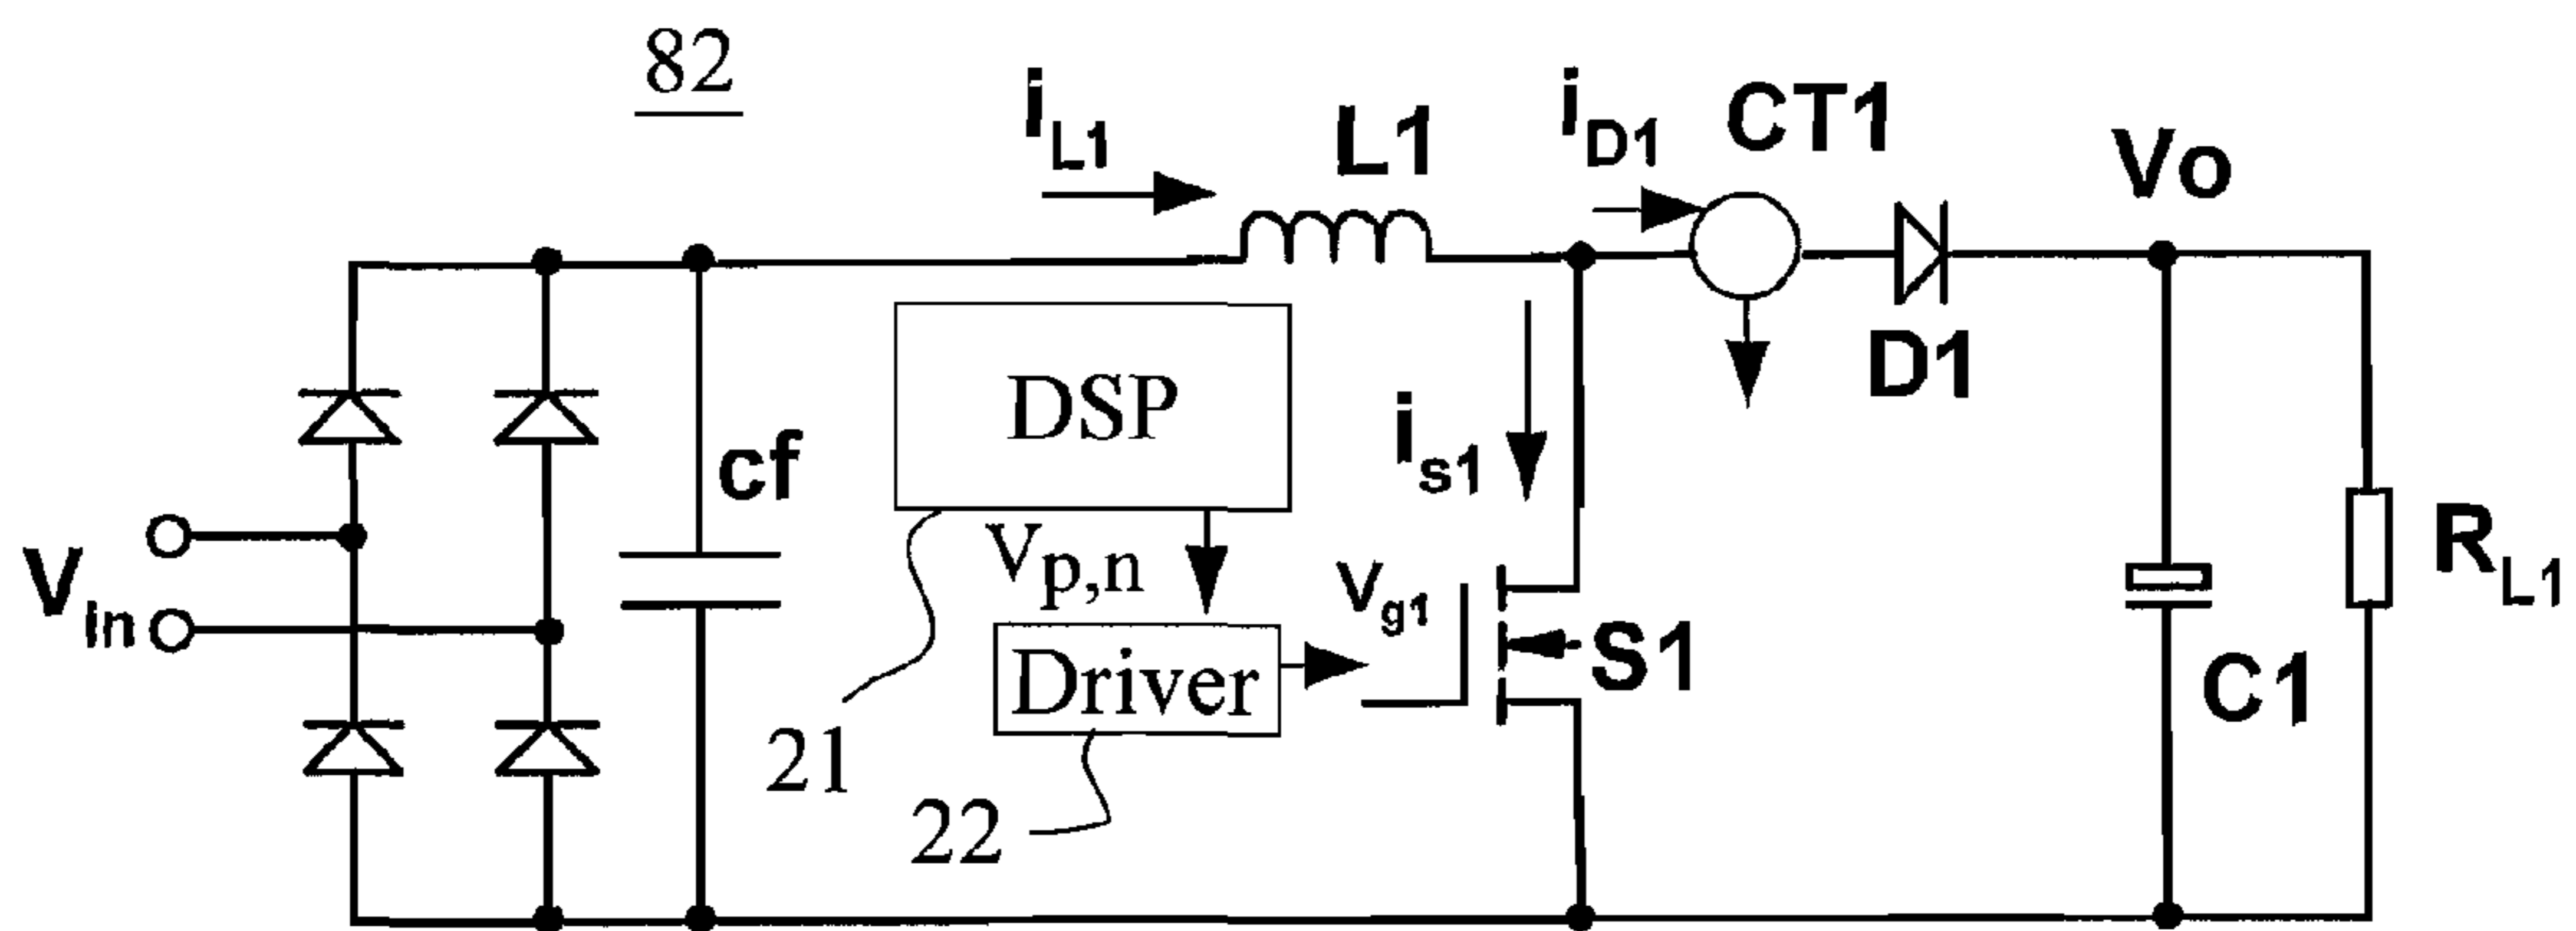 82
iL1
L1
iD1
CT1
Vo
DSP
D1
cf
is1
Vin
Vp,n
Vg1
RL1
Driver
S1
C1
21
22